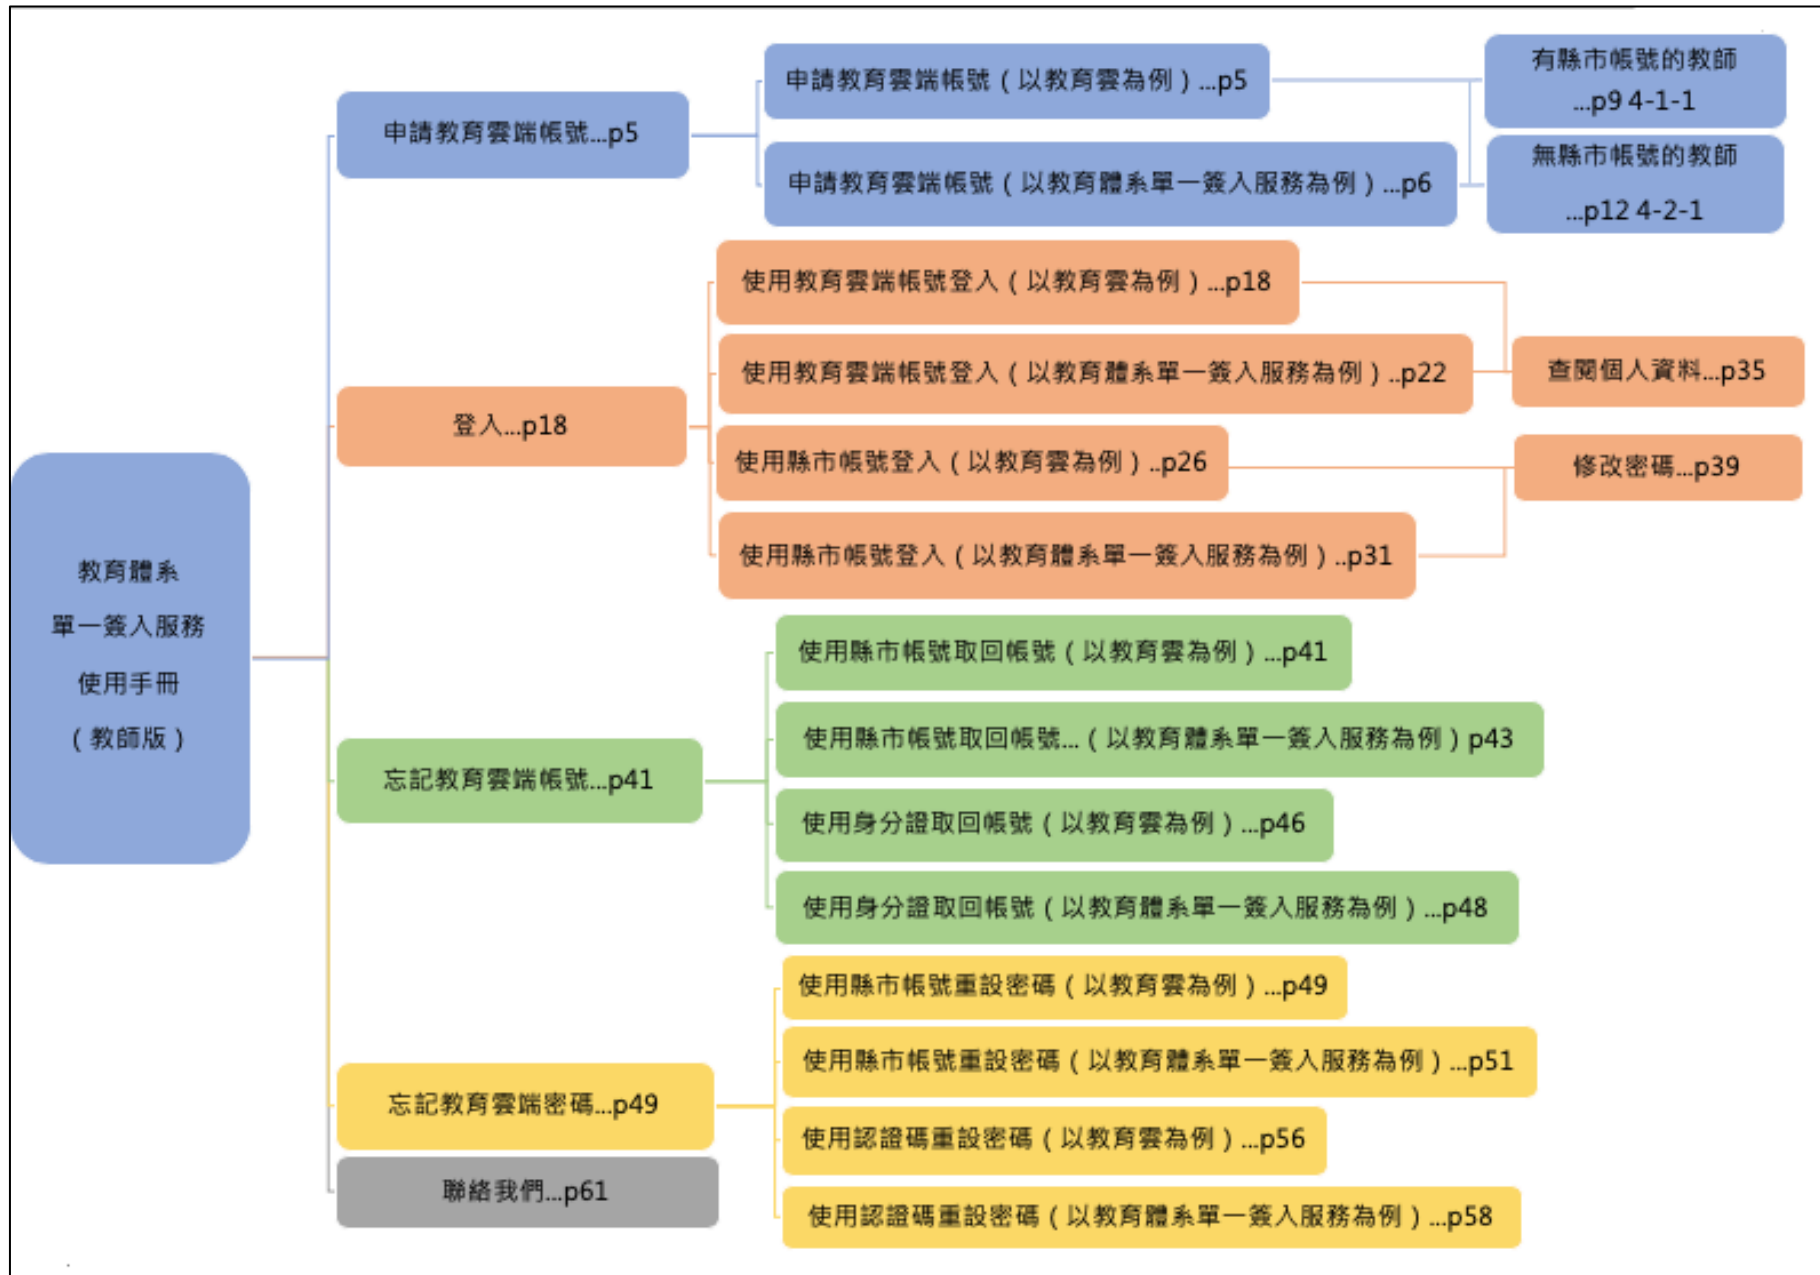 教育體系
單一簽入服務
使用手冊
（教師版）
申請教育雲端帳號...p5
申請教育雲端帳號（以教育雲為例）...p5
申請教育雲端帳號（以教育體系單一簽入服務為例）...p6
有縣市帳號的教師
...p9 4-1-1
無縣市帳號的教師
...p12 4-2-1
登入...p18
使用教育雲端帳號登入（以教育雲為例）...p18
使用教育雲端帳號登入（以教育體系單一簽入服務為例）..p22
使用縣市帳號登入（以教育雲為例）..p26
使用縣市帳號登入（以教育體系單一簽入服務為例）..p31
查閱個人資料...p35
修改密碼...p39
忘記教育雲端帳號...p41
使用縣市帳號取回帳號（以教育雲為例）...p41
使用縣市帳號取回帳號...（以教育體系單一簽入服務為例）p43
使用身分證取回帳號（以教育雲為例）...p46
使用身分證取回帳號（以教育體系單一簽入服務為例）...p48
忘記教育雲端密碼...p49
使用縣市帳號重設密碼（以教育雲為例）...p49
使用縣市帳號重設密碼（以教育體系單一簽入服務為例）...p51
使用認證碼重設密碼（以教育雲為例）...p56
使用認證碼重設密碼（以教育體系單一簽入服務為例）...p58
聯絡我們...p61